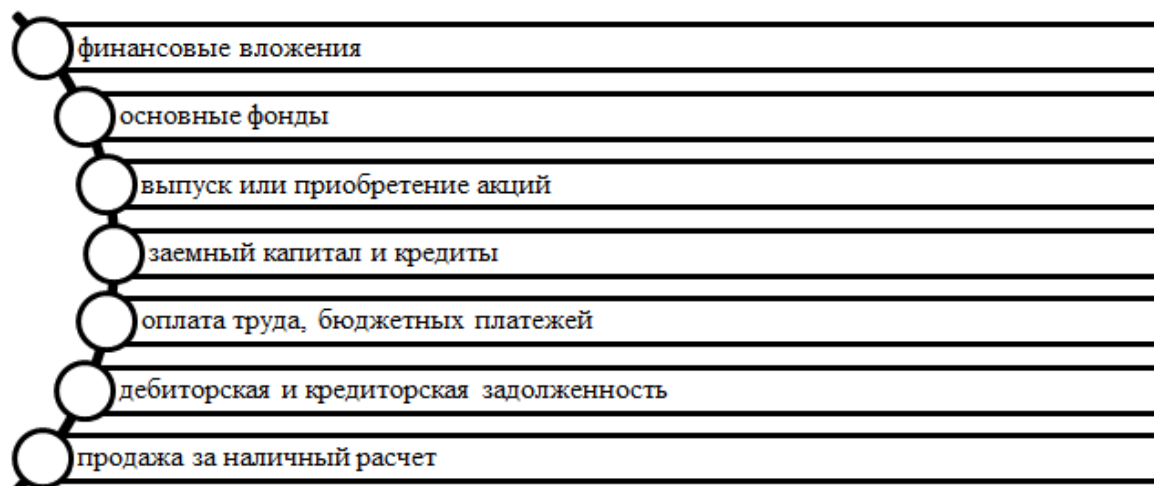 финансовые вложения
основные фонды
выпуск или приобретение акций
заемный капитал и кредиты
оплата труда, бюджетных платежей
дебиторская и кредиторская задолженность
продажа за наличный расчет